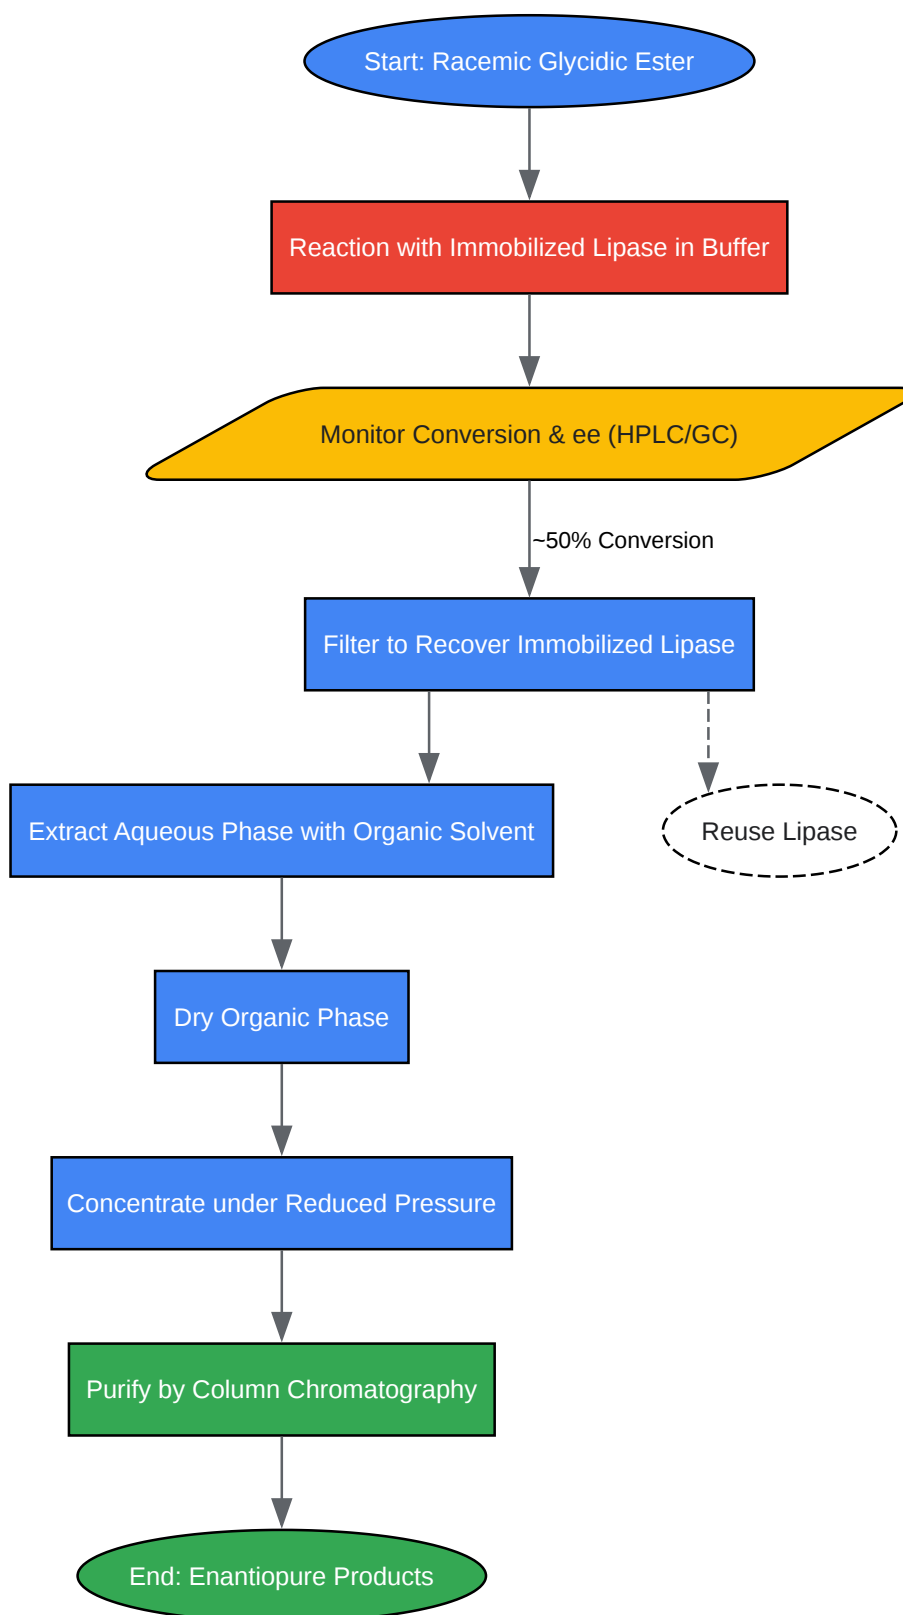 Start: Racemic Glycidic Ester
Reaction with Immobilized Lipase in Buffer
Monitor Conversion & ee (HPLC/GC)
~50% Conversion
Filter to Recover Immobilized Lipase
Extract Aqueous Phase with Organic Solvent
Reuse Lipase
Dry Organic Phase
Concentrate under Reduced Pressure
Purify by Column Chromatography
End: Enantiopure Products